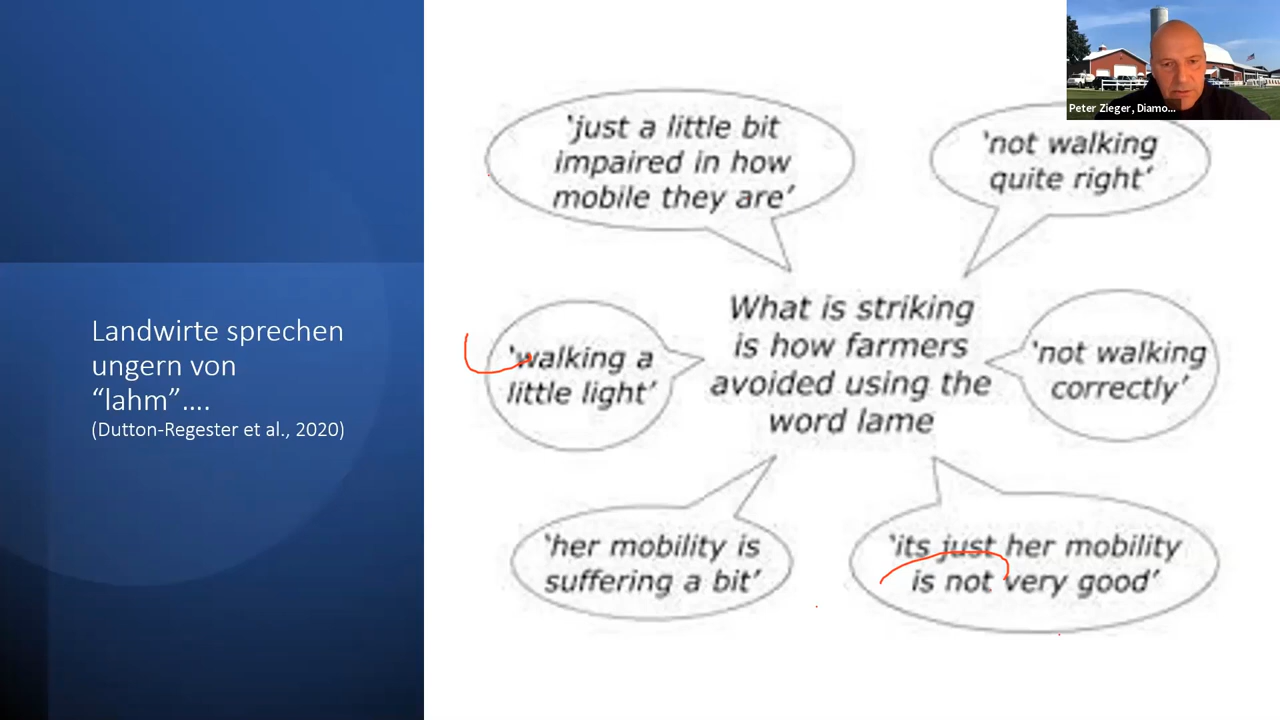 Landwirte sprechen
ungern von
“lahm”….
(Dutton-Regester et al., 2020)
‘just a little bit
impaired in how
mobile they are’
‘not walking
quite right’
‘walking a
little light’
What is striking
is how farmers
avoided using the
word lame
‘not walking
correctly’
‘her mobility is
suffering a bit’
‘its just her mobility
is not very good’
Peter Zieger, Diamo...